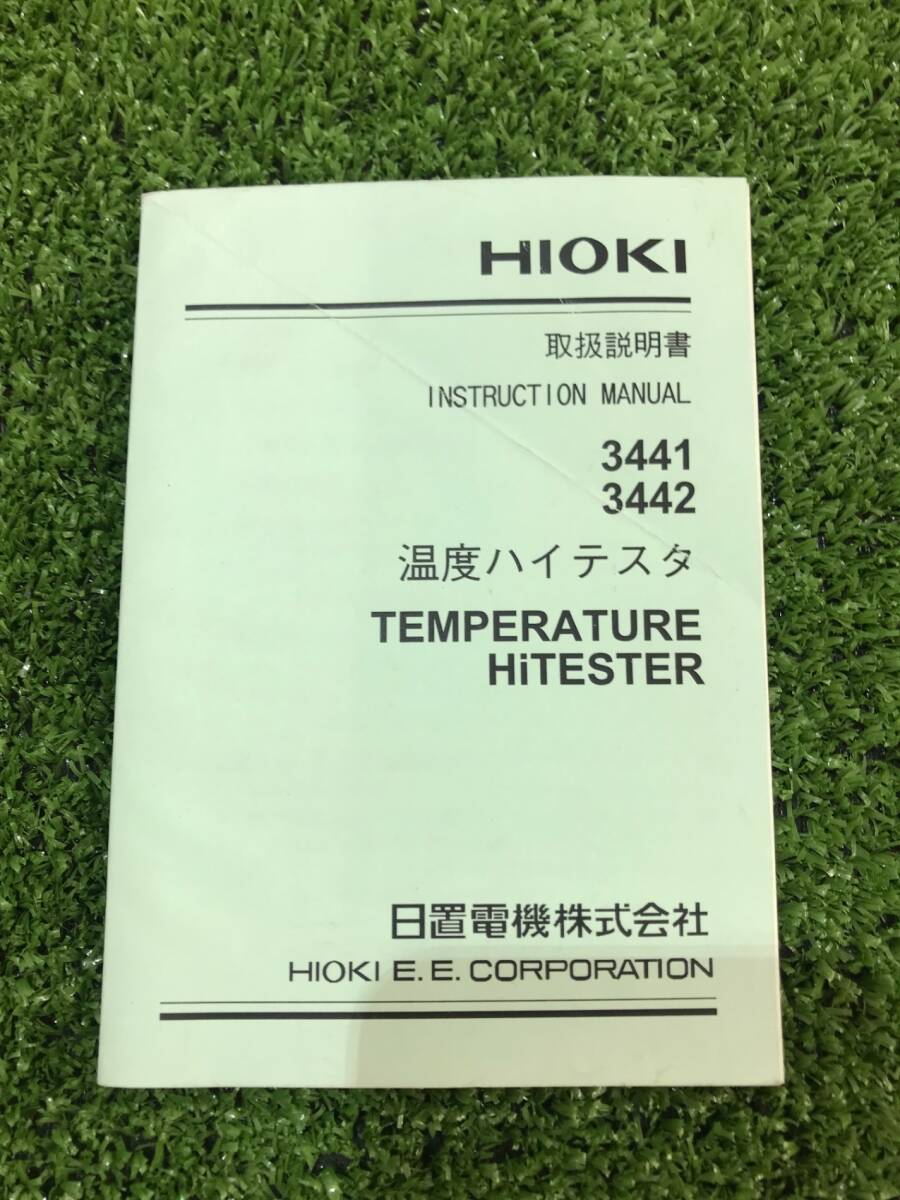 HIOKI
取扱説明書
INSTRUCTION MANUAL
3441
3442
温度ハイテスタ
TEMPERATURE
HiTESTER
日置電機株式会社
HIOKI E. E. CORPORATION